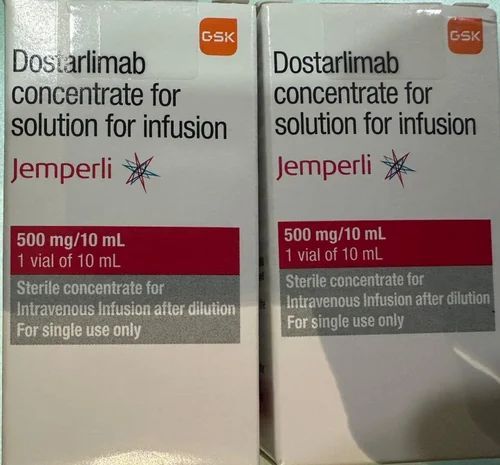 GSK
Dostarlimab
concentrate for
solution for infusion
Jemperli
500 mg/10 mL
1 vial of 10 mL
Sterile concentrate for
Intravenous Infusion after dilution
For single use only
GSK
Dostarlimab
concentrate for
solution for infusion
Jemperli
500 mg/10 mL
1 vial of 10 mL
Sterile concentrate for
Intravenous Infusion after dilution
For single use only